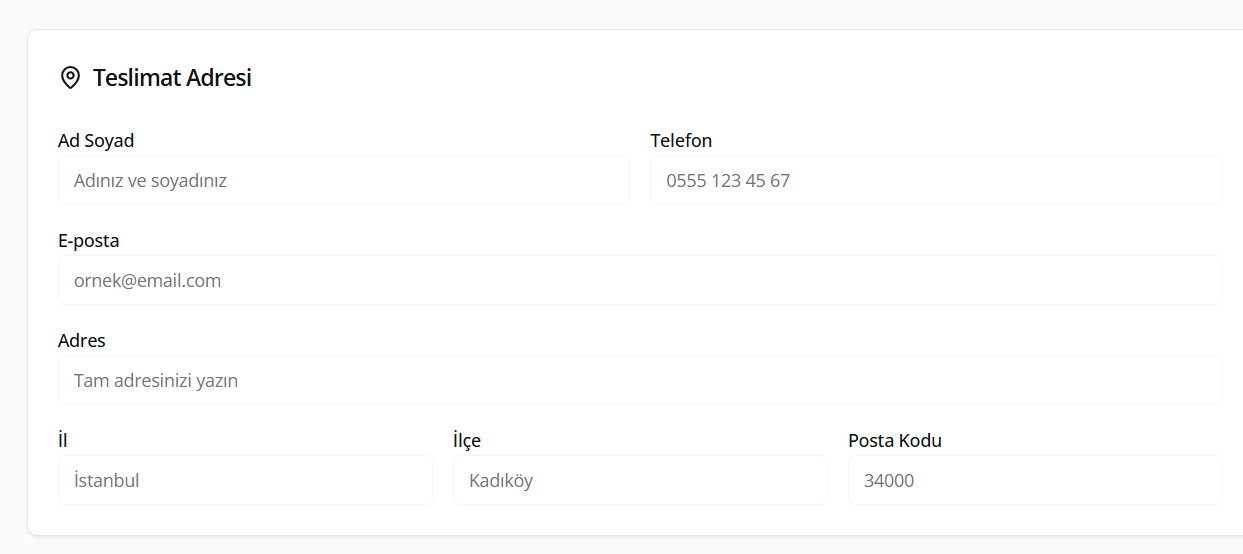 Teslimat Adresi
Ad Soyad
Telefon
Adınız ve soyadınız
0555 123 45 67
E-posta
ornek@email.com
Adres
Tam adresinizi yazın
İl
İlçe
Posta Kodu
İstanbul
Kadıköy
34000